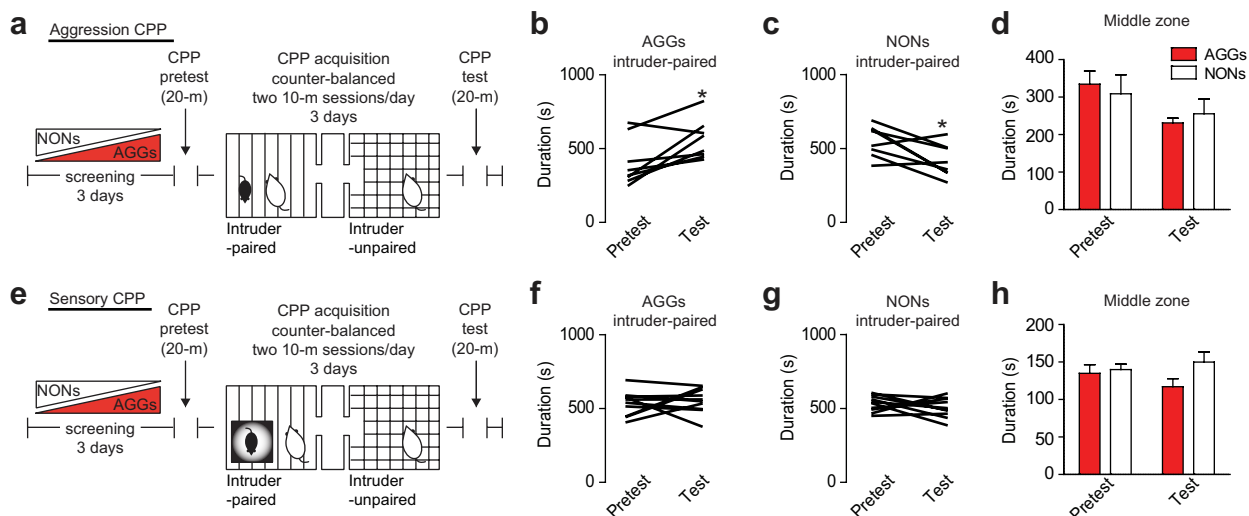 a
Aggression CPP
CPP
pretest
(20-m)
CPP acquisition
counter-balanced
two 10-m sessions/day
3 days
CPP
test
(20-m)
NONs
AGGs
screening
3 days
Intruder
-paired
Intruder
-unpaired
b
AGGs
intruder-paired
Duration (s)
1000
500
0
*
Pretest
Test
c
NONs
intruder-paired
Duration (s)
1000
500
0
*
Pretest
Test
d
Middle zone
Duration (s)
400
300
200
100
0
AGGs
NONs
Pretest
Test
e
Sensory CPP
CPP
pretest
(20-m)
CPP acquisition
counter-balanced
two 10-m sessions/day
3 days
CPP
test
(20-m)
NONs
AGGs
screening
3 days
Intruder
-paired
Intruder
-unpaired
f
AGGs
intruder-paired
Duration (s)
1000
500
0
Pretest
Test
g
NONs
intruder-paired
Duration (s)
1000
500
0
Pretest
Test
h
Middle zone
Duration (s)
200
150
100
50
0
Pretest
Test